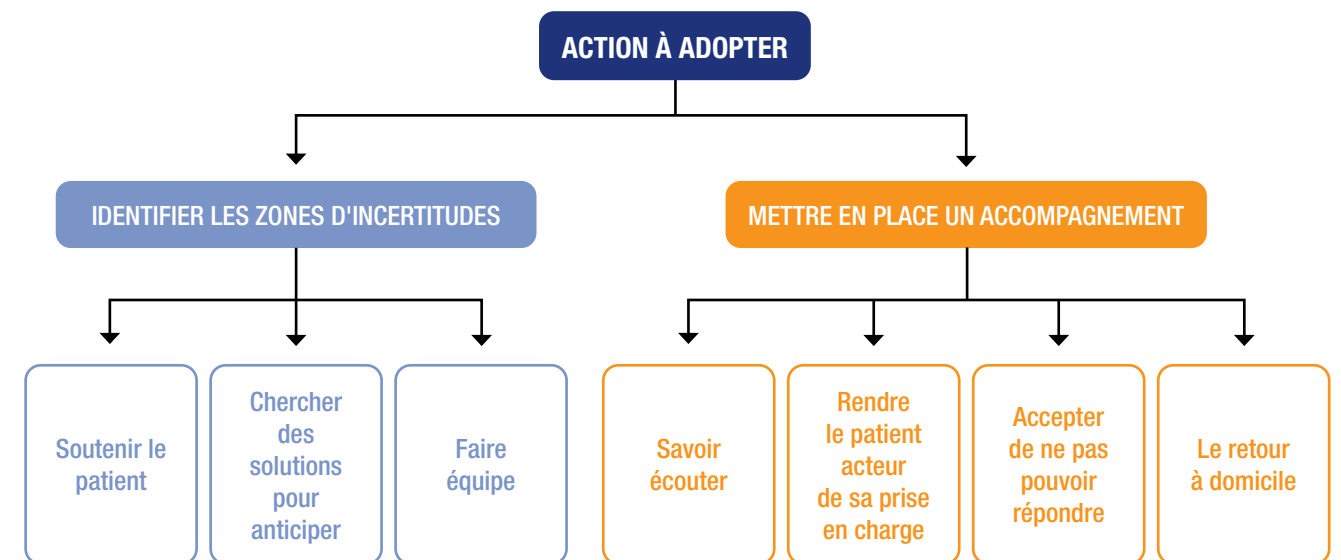 ACTION À ADOPTER
IDENTIFIER LES ZONES D'INCERTITUDES
METTRE EN PLACE UN ACCOMPAGNEMENT
Soutenir le
patient
Chercher
des
solutions
pour
anticiper
Faire
équipe
Savoir
écouter
Rendre
le patient
acteur
de sa prise
en charge
Accepter
de ne pas
pouvoir
répondre
Le retour
à domicile